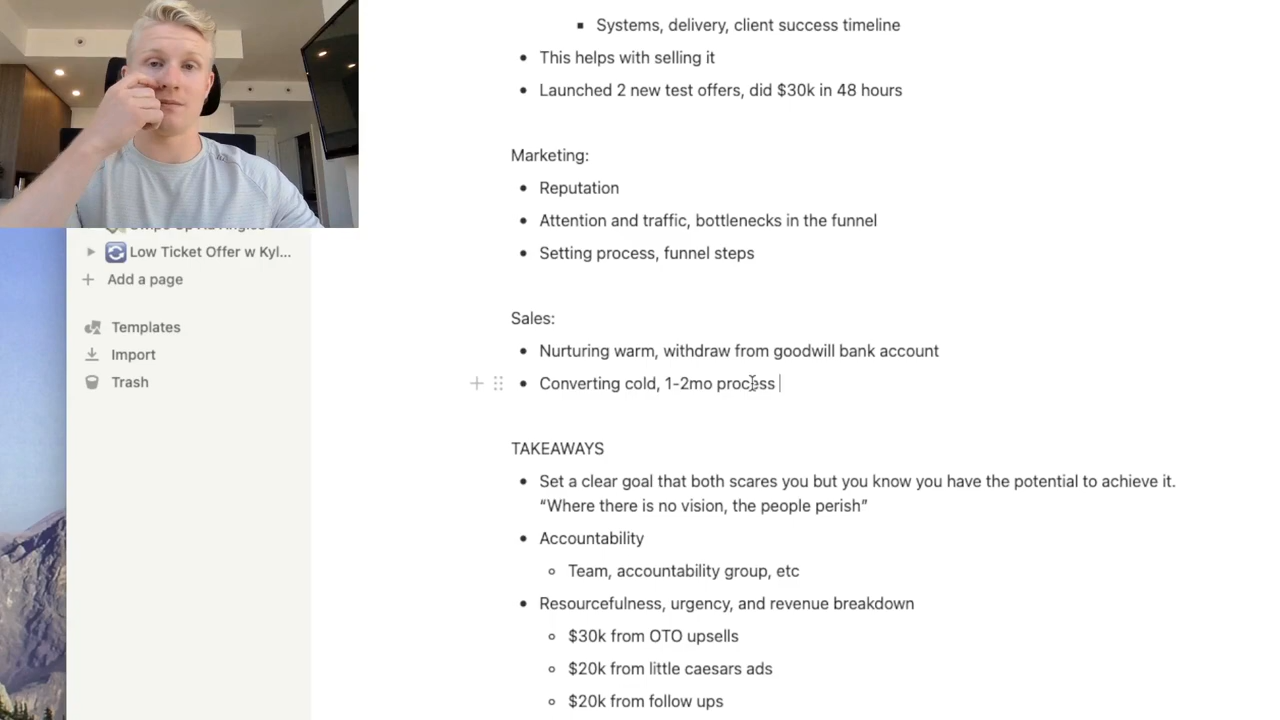 Systems, delivery, client success timeline
This helps with selling it
Launched 2 new test offers, did $30k in 48 hours
Marketing:
Reputation
Attention and traffic, bottlenecks in the funnel
Setting process, funnel steps
Low Ticket Offer w Kyl...
Add a page
Templates
Import
Trash
Sales:
Nurturing warm, withdraw from goodwill bank account
Converting cold, 1-2mo process
TAKEAWAYS
Set a clear goal that both scares you but you know you have the potential to achieve it.
“Where there is no vision, the people perish”
Accountability
Team, accountability group, etc
Resourcefulness, urgency, and revenue breakdown
$30k from OTO upsells
$20k from little caesars ads
$20k from follow ups